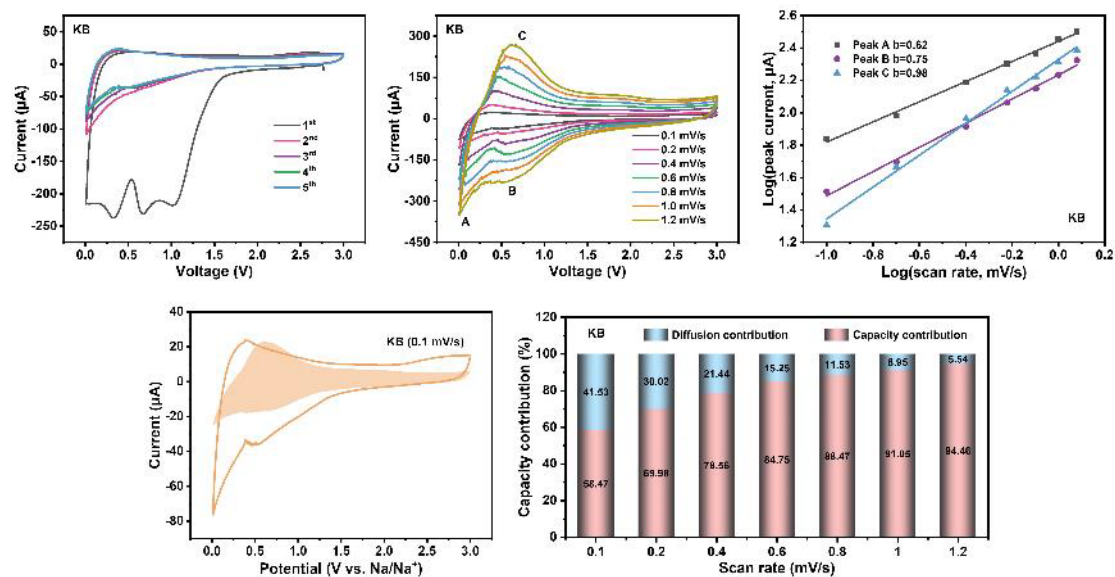 KB
Current (µA)
50
25
0
-50
-100
-150
-200
-250
1st
2nd
3rd
4th
5th
0.0 0.5 1.0 1.5 2.0 2.5 3.0
Voltage (V)
KB
C
Current (µA)
300
150
0
-150
-300
-450
0.1 mV/s
0.2 mV/s
0.4 mV/s
0.6 mV/s
0.8 mV/s
1.0 mV/s
1.2 mV/s
B
A
0.0 0.5 1.0 1.5 2.0 2.5 3.0
Voltage (V)
Log(peak current, µA)
2.6
2.4
2.2
2.0
1.8
1.6
1.4
1.2
Peak A b=0.62
Peak B b=0.75
Peak C b=0.98
KB
-1.0 -0.8 -0.6 -0.4 -0.2 0.0 0.2
Log(scan rate, mV/s)
KB (0.1 mV/s)
Current (µA)
40
20
0
-20
-40
-60
-80
0.0 0.5 1.0 1.5 2.0 2.5 3.0
Potential (V vs. Na/Na+)
KB
Diffusion contribution
Capacity contribution
Capacity contribution (%)
120
100
80
60
40
20
0
41.53 30.02 21.44 15.25 11.53 8.95 5.54
58.47 69.98 78.56 84.75 88.47 91.05 94.46
0.1 0.2 0.4 0.6 0.8 1 1.2
Scan rate (mV/s)